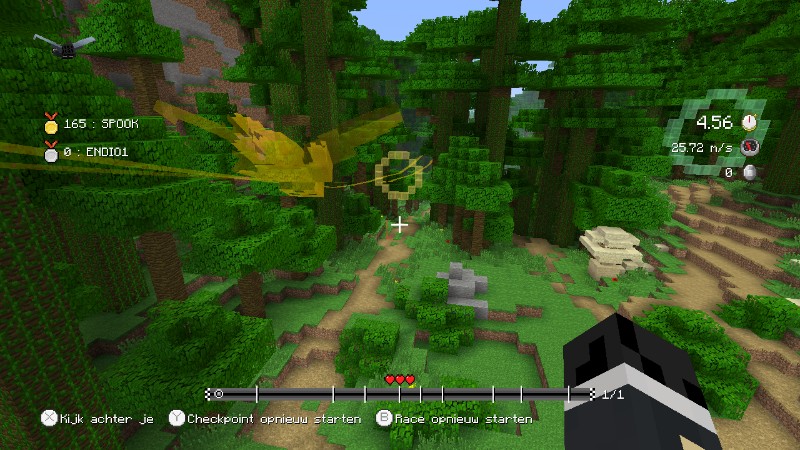 165 : SPOOK
0 : ENDIO1
4.56
25.72 m/s
0
1/1
X Kijk achter je Y Checkpoint opnieuw starten B Race opnieuw starten